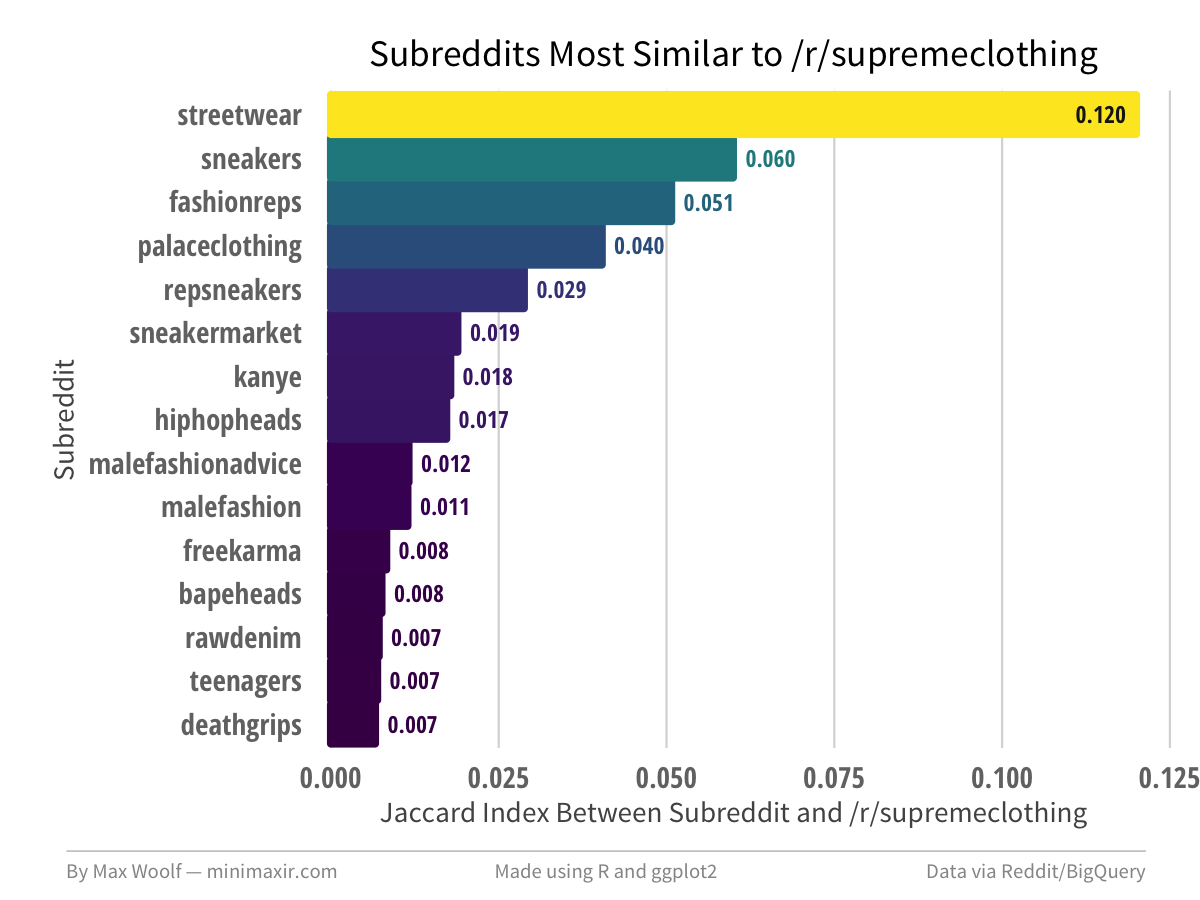 Subreddits Most Similar to /r/supremeclothing
streetwear 0.120
sneakers 0.060
fashionreps 0.051
palaceclothing 0.040
repsneakers 0.029
sneakermarket 0.019
kanye 0.018
hiphopheads 0.017
malefashionadvice 0.012
malefashion 0.011
freekarma 0.008
bapeheads 0.008
rawdenim 0.007
teenagers 0.007
deathgrips 0.007
Subreddit
0.000 0.025 0.050 0.075 0.100 0.125
Jaccard Index Between Subreddit and /r/supremeclothing
By Max Woolf — minimaxir.com Made using R and ggplot2 Data via Reddit/BigQuery